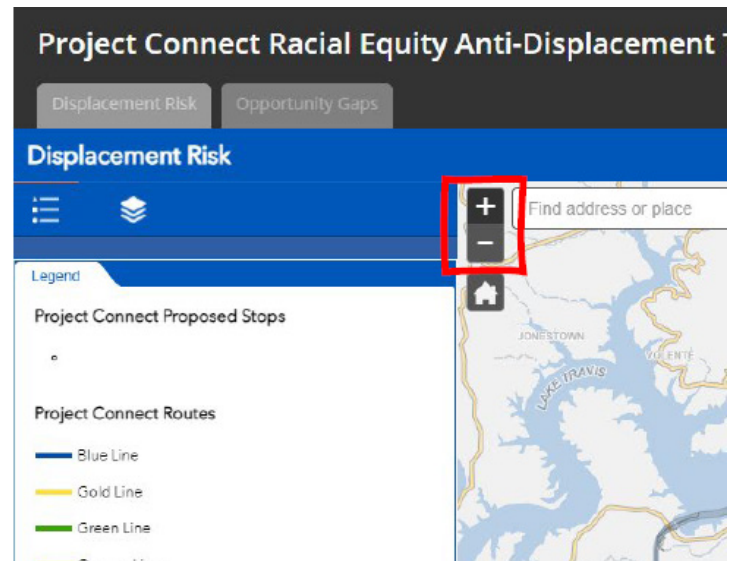 Project Connect Racial Equity Anti-Displacement
Displacement Risk
Opportunity Gaps
Displacement Risk
+
Find address or place
−
Legend
Project Connect Proposed Stops
JONESTOWN
VOLENTE
LAKE TRAVIS
Project Connect Routes
Blue Line
Gold Line
Green Line